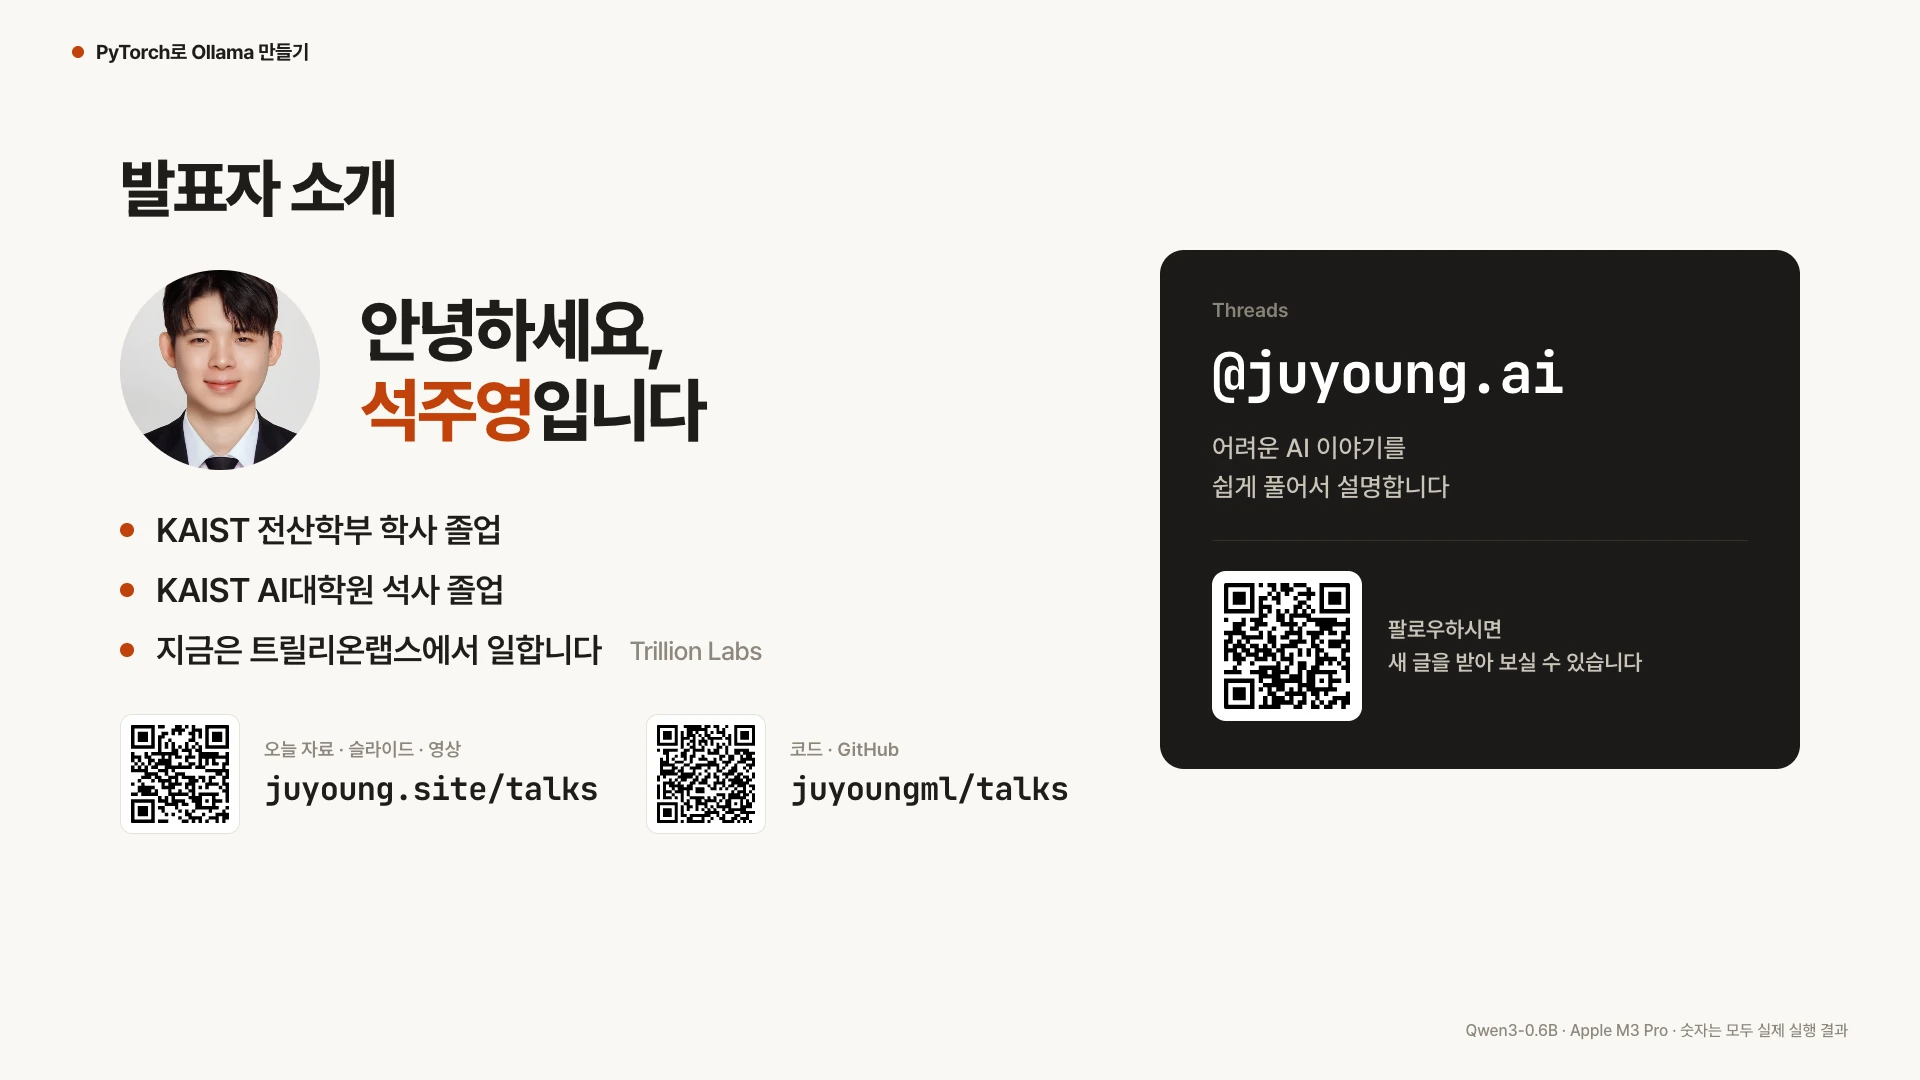 PyTorch로 Ollama 만들기
발표자 소개
안녕하세요,
석주영입니다
KAIST 전산학부 학사 졸업
KAIST AI대학원 석사 졸업
지금은 트릴리온랩스에서 일합니다 Trillion Labs
오늘 자료 · 슬라이드 · 영상
juyoung.site/talks
코드 · GitHub
juyoungml/talks
Threads
@juyoung.ai
어려운 AI 이야기를
쉽게 풀어서 설명합니다
팔로우하시면
새 글을 받아 보실 수 있습니다
Qwen3-0.6B · Apple M3 Pro · 숫자는 모두 실제 실행 결과